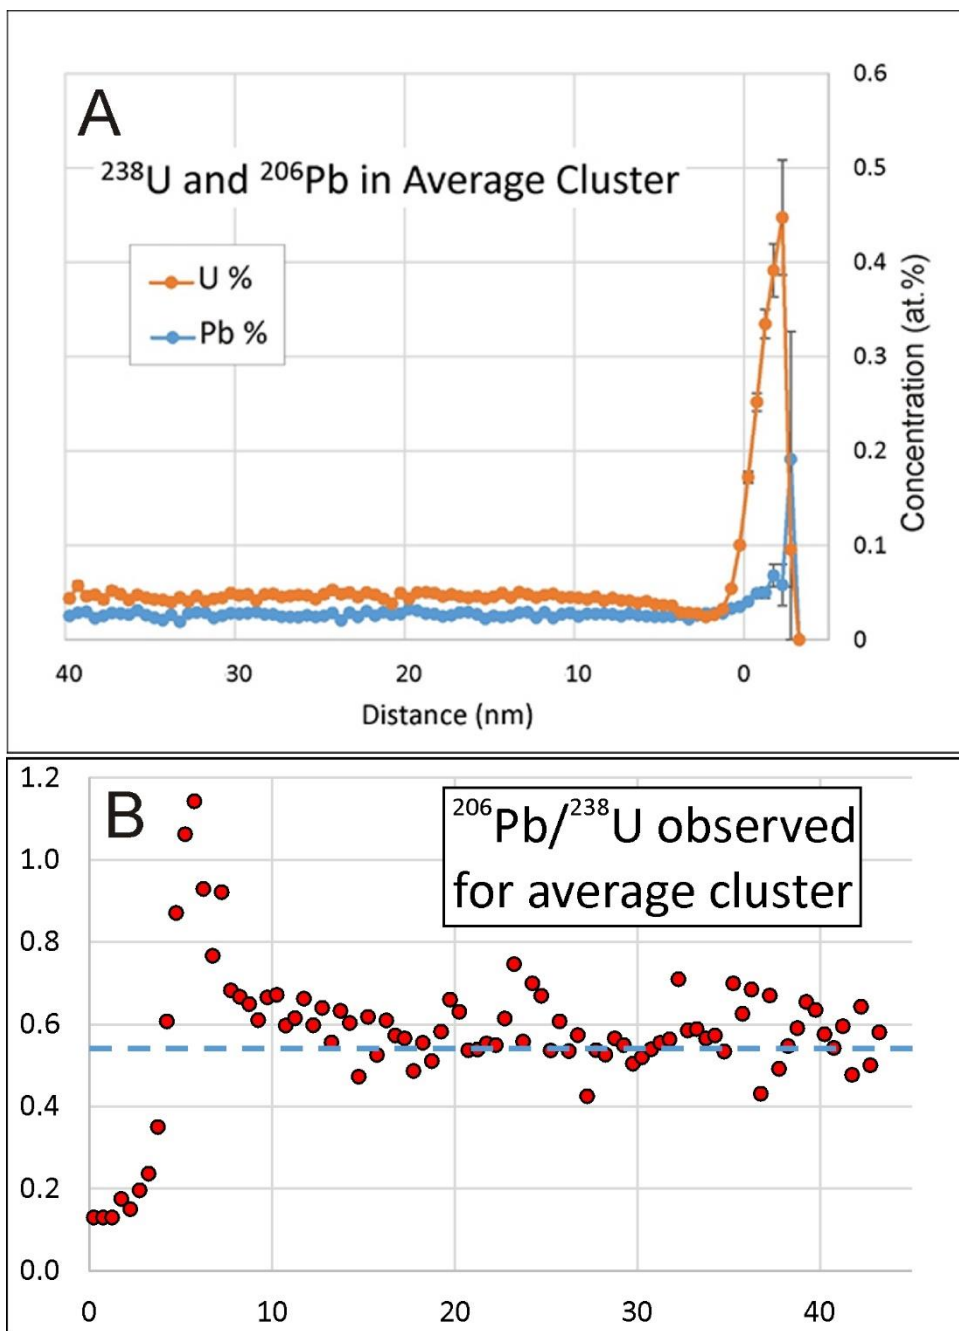 A
²³⁸U and ²⁰⁶Pb in Average Cluster
U %
Pb %
0.6
0.5
0.4
0.3
0.2
0.1
0
Concentration (at.%)
40 30 20 10 0
Distance (nm)
B
²⁰⁶Pb/²³⁸U observed
for average cluster
1.2
1.0
0.8
0.6
0.4
0.2
0.0
0 10 20 30 40